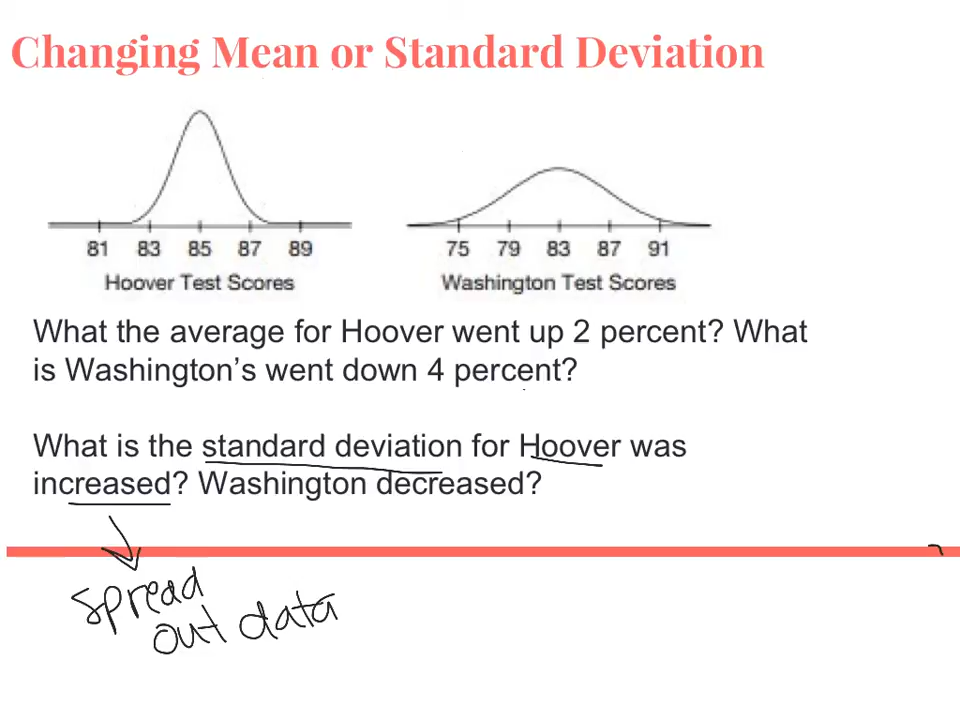 Changing Mean or Standard Deviation
81 83 85 87 89
Hoover Test Scores
75 79 83 87 91
Washington Test Scores
What the average for Hoover went up 2 percent? What
is Washington’s went down 4 percent?
What is the standard deviation for Hoover was
increased? Washington decreased?
spread
out data